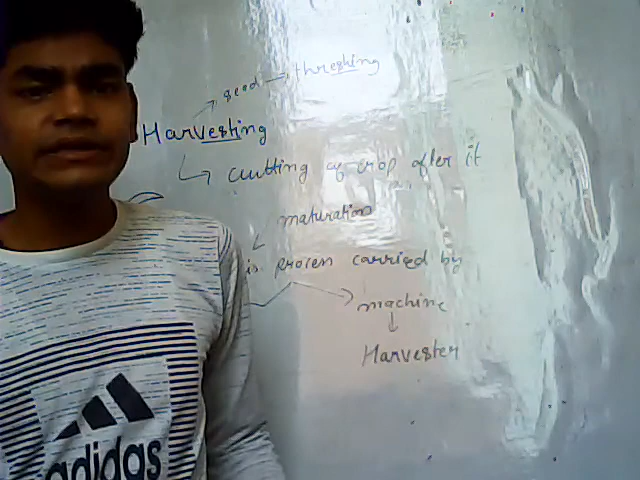 seed — threshing
Harvesting
cutting of crop after it
maturation
is process carried by
machine
Harvester
adidas